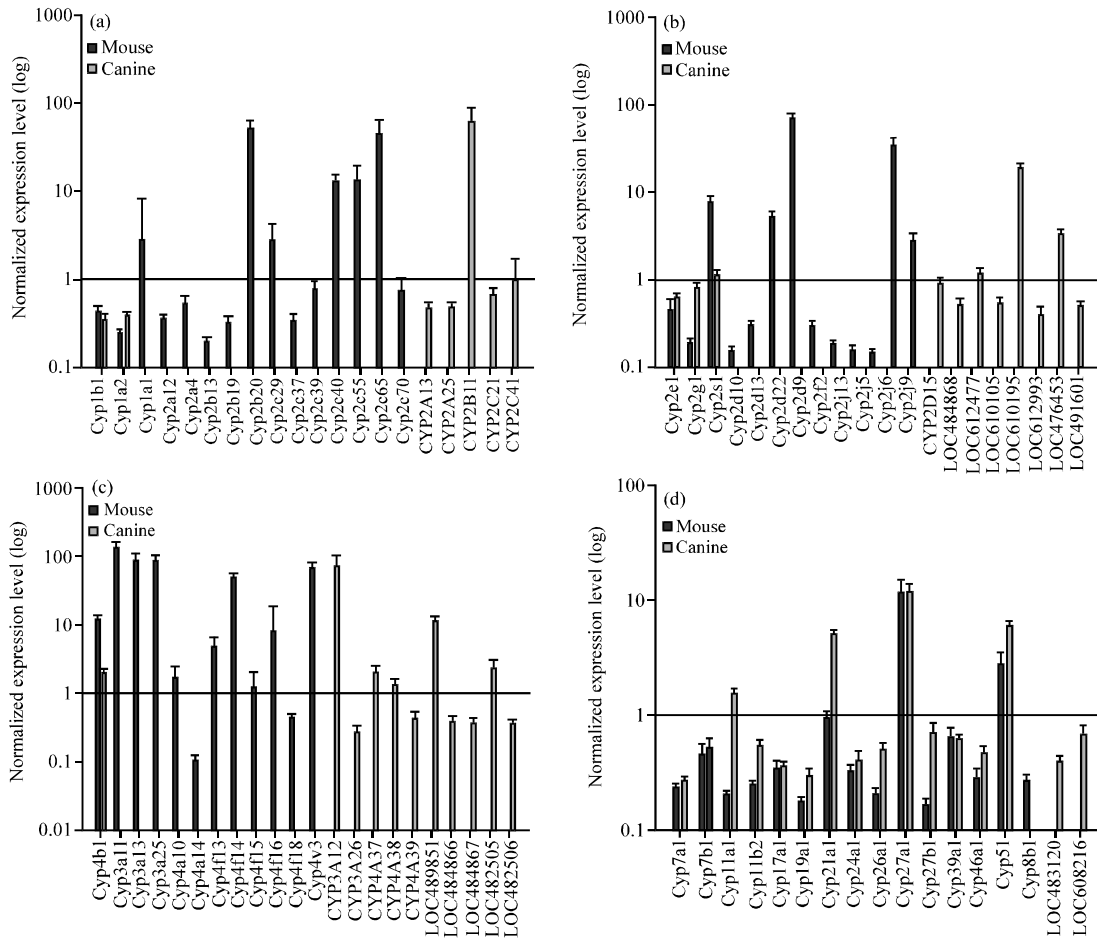 (a)
Mouse
Canine
Normalized expression level (log)
1000
100
10
1
0.1
Cyp1b1
Cyp1a2
Cyp1a1
Cyp2a12
Cyp2a4
Cyp2b13
Cyp2b19
Cyp2b20
Cyp2c29
Cyp2c37
Cyp2c39
Cyp2c40
Cyp2c55
Cyp2c65
Cyp2c70
CYP2A13
CYP2A25
CYP2B11
CYP2C21
CYP2C41
(b)
Mouse
Canine
Normalized expression level (log)
1000
100
10
1
0.1
Cyp2e1
Cyp2g1
Cyp2s1
Cyp2d10
Cyp2d13
Cyp2d22
Cyp2d9
Cyp2f2
Cyp2j13
Cyp2j5
Cyp2j6
Cyp2j9
CYP2D15
LOC484868
LOC612477
LOC610105
LOC610195
LOC612993
LOC476453
LOC491601
(c)
Mouse
Canine
Normalized expression level (log)
1000
100
10
1
0.1
0.01
Cyp4b1
Cyp3a11
Cyp3a13
Cyp3a25
Cyp4a10
Cyp4a14
Cyp4f13
Cyp4f14
Cyp4f15
Cyp4f16
Cyp4f18
Cyp4v3
CYP3A12
CYP3A26
CYP4A37
CYP4A38
CYP4A39
LOC489851
LOC484866
LOC484867
LOC482505
LOC482506
(d)
Mouse
Canine
Normalized expression level (log)
100
10
1
0.1
Cyp7a1
Cyp7b1
Cyp11a1
Cyp11b2
Cyp17a1
Cyp19a1
Cyp21a1
Cyp24a1
Cyp26a1
Cyp27a1
Cyp27b1
Cyp39a1
Cyp46a1
Cyp51
Cyp8b1
LOC483120
LOC608216